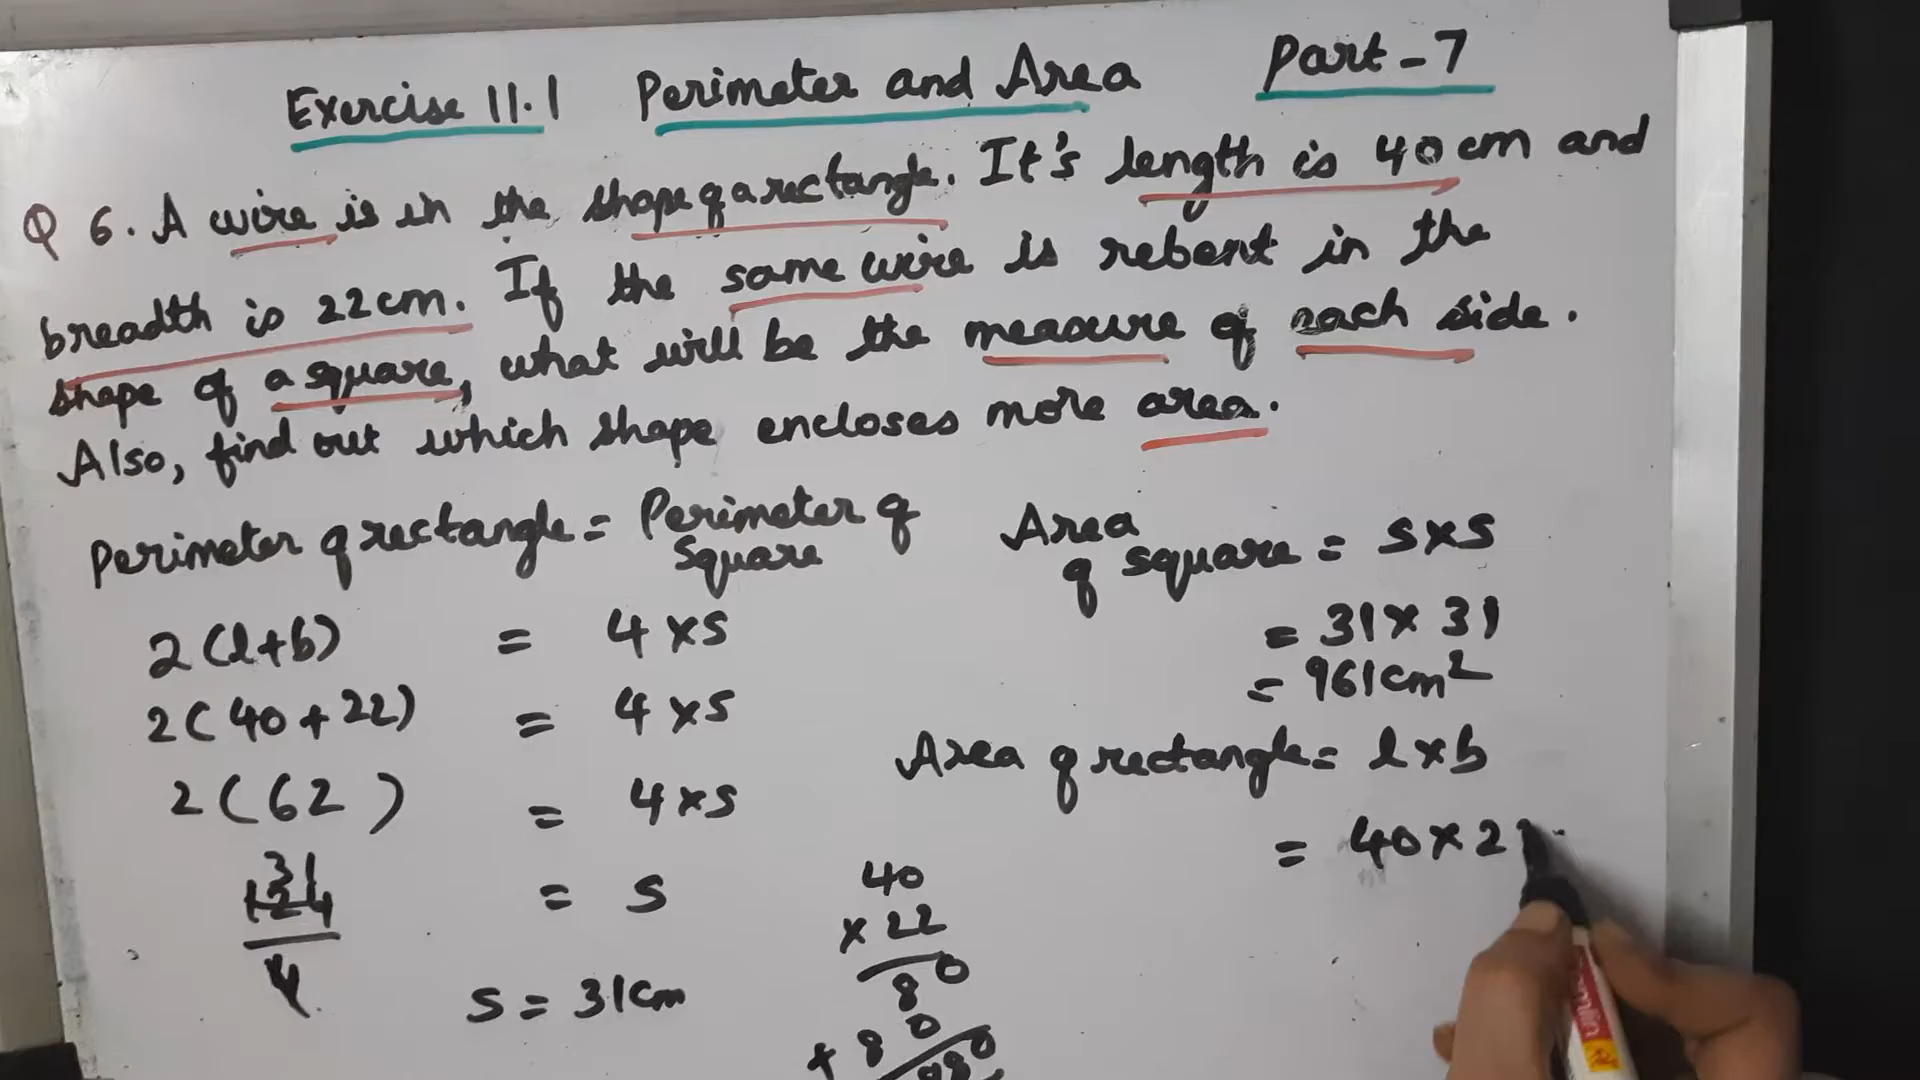 Exercise 11.1 Perimeter and Area Part-7
Q 6. A wire is in the shape of a rectangle. It's length is 40cm and
breadth is 22cm. If the same wire is rebent in the
shape of a square, what will be the measure of each side.
Also, find out which shape encloses more area.
Perimeter of rectangle = Perimeter of
Square
2(l+b) = 4×s
2(40+22) = 4×s
2(62) = 4×s
31
124
4
= s
s = 31cm
40
×22
80
+80
Area
of square = s×s
= 31×31
= 961cm²
Area of rectangle = l×b
= 40×2